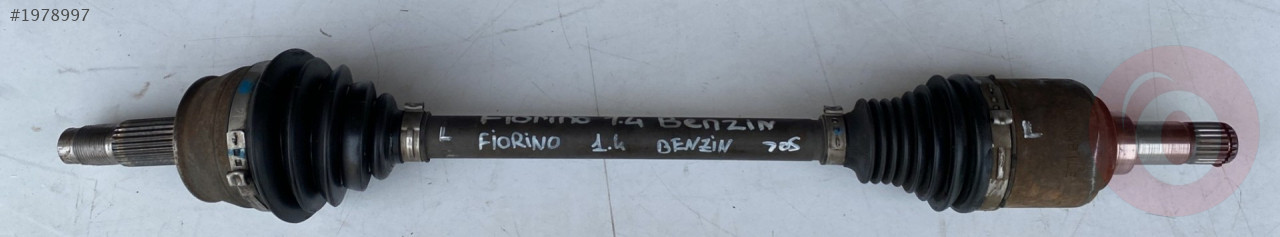 #1978997
FIORINO 1.4 BENZIN
L FIORINO 1.4 BENZIN 705
L